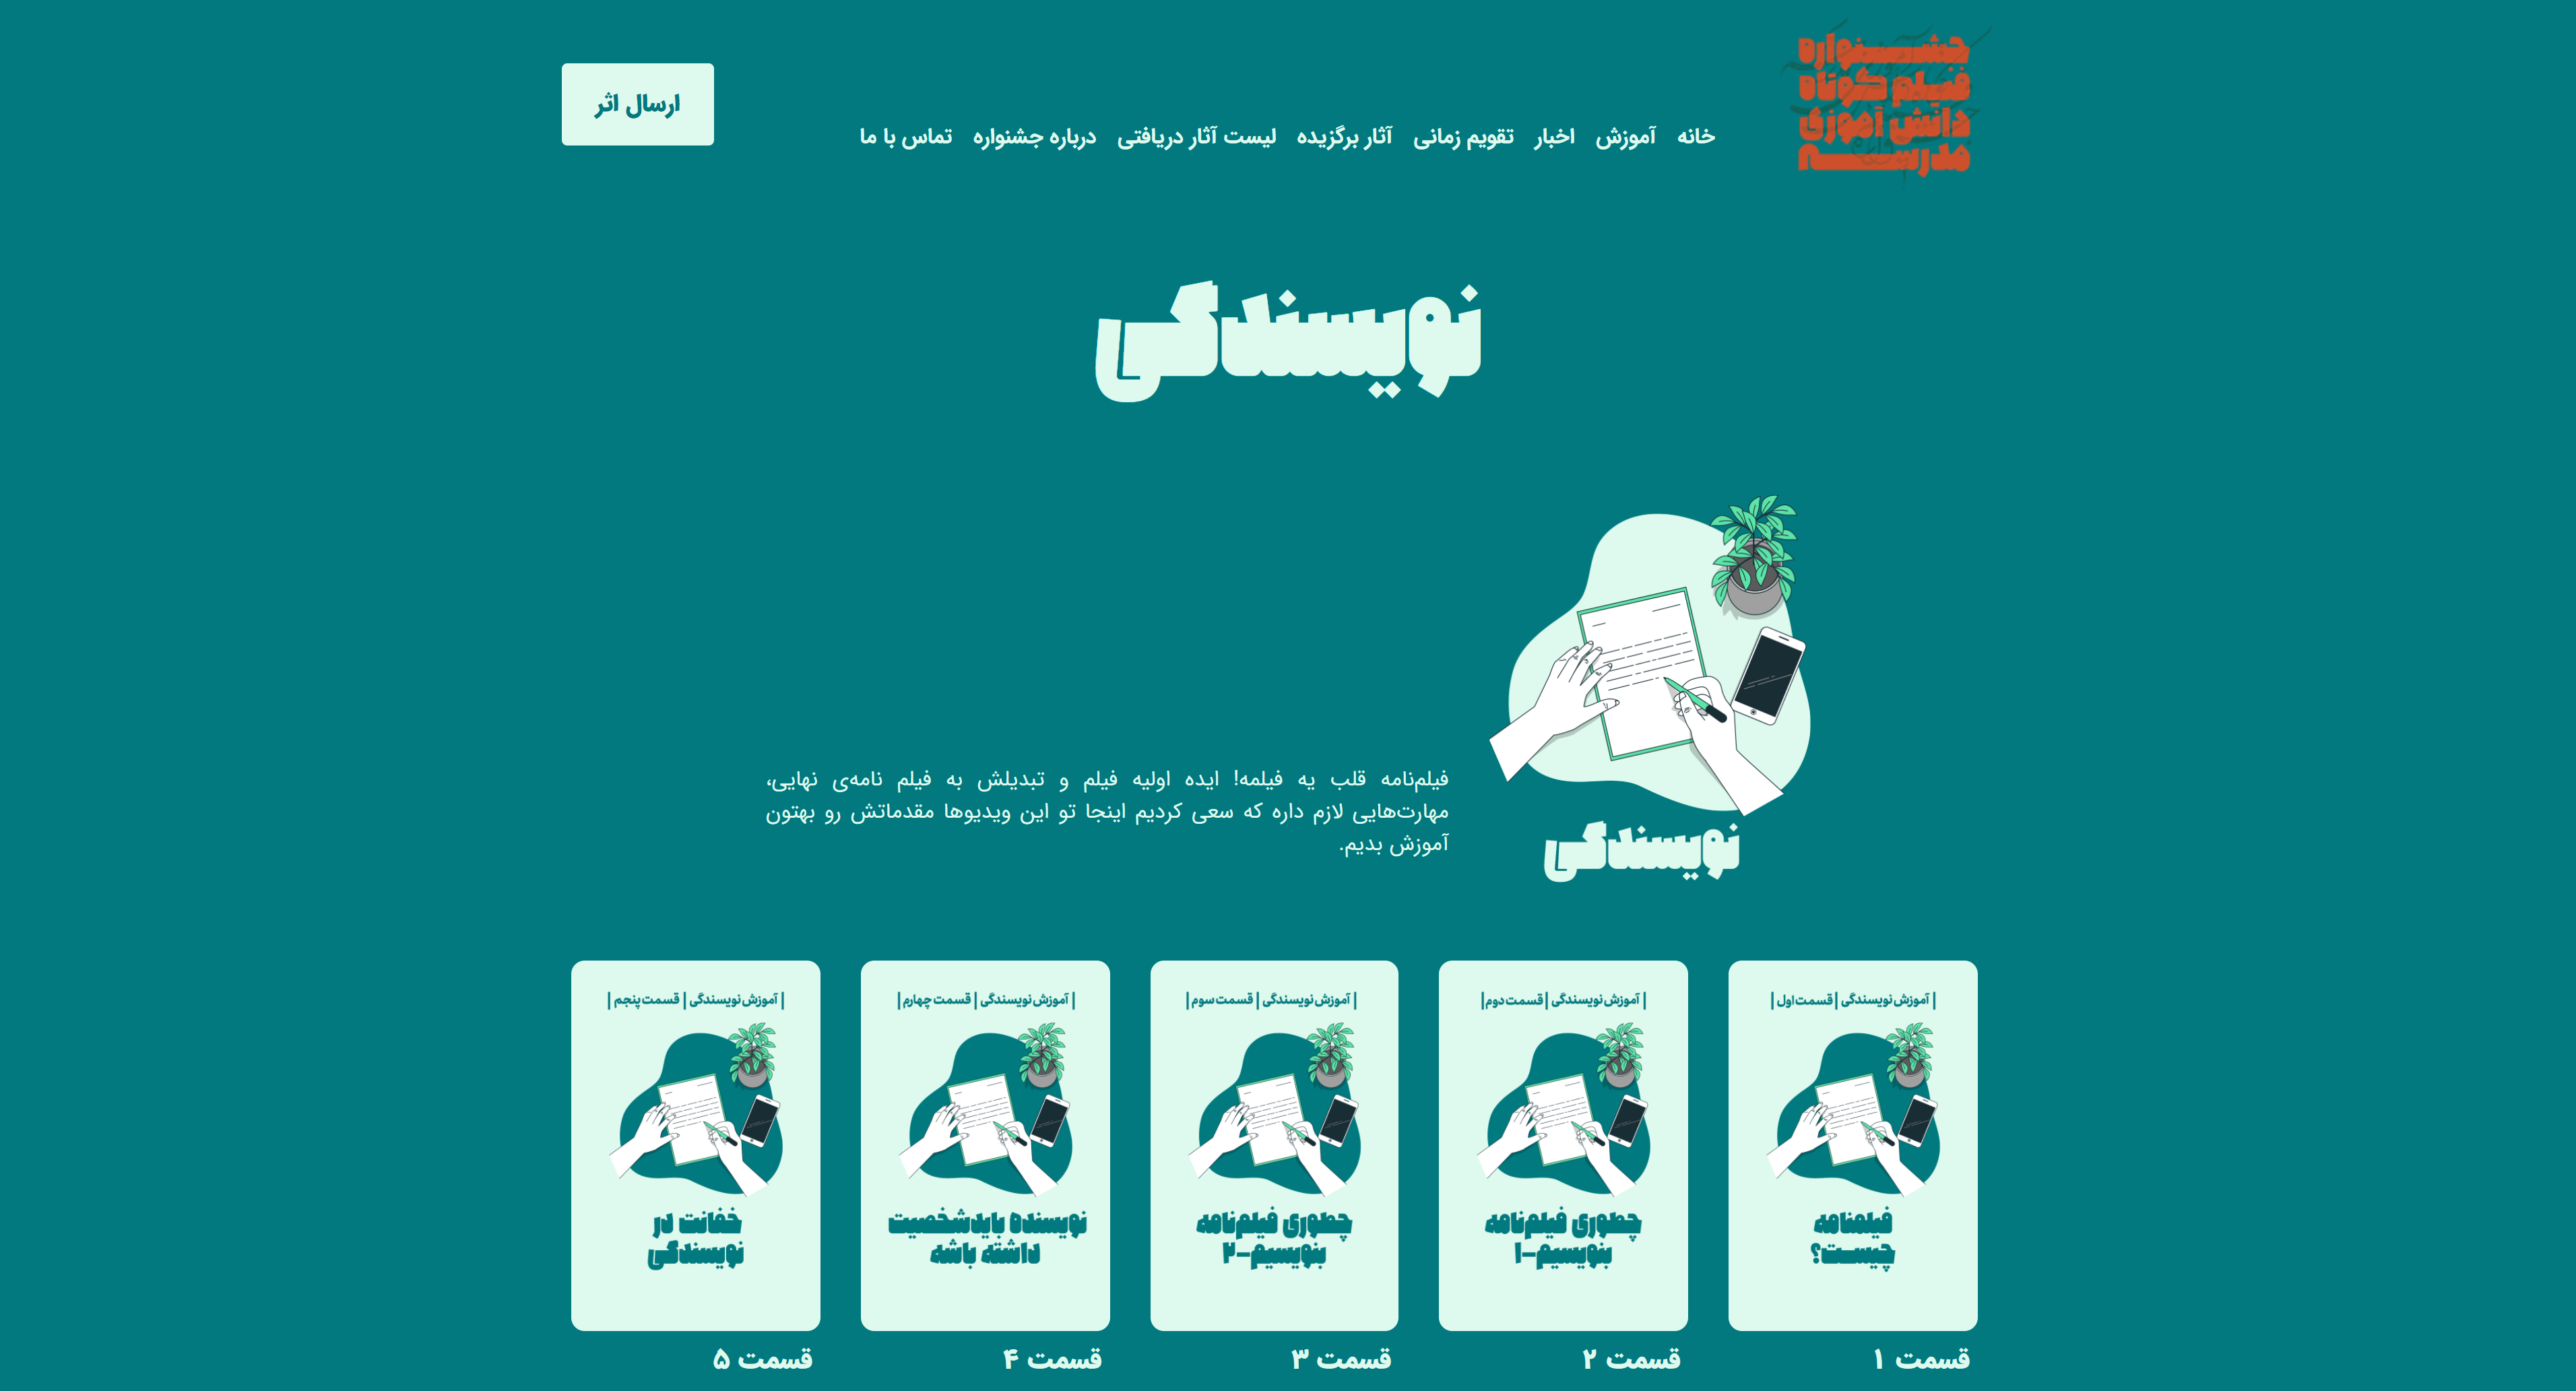 جشنواره
فیلم کوتاه
دانش آموزی
مدرسه
خانه
آموزش
اخبار
تقویم زمانی
آثار برگزیده
لیست آثار دریافتی
درباره جشنواره
تماس با ما
ارسال اثر
نویسندگی
فیلم‌نامه قلب یه فیلمه! ایده اولیه فیلم و تبدیلش به فیلم نامه‌ی نهایی،
مهارت‌هایی لازم داره که سعی کردیم اینجا تو این ویدیوها مقدماتش رو بهتون
آموزش بدیم.
نویسندگی
| آموزش نویسندگی | قسمت اول |
فیلمنامه
چیست؟
قسمت ۱
| آموزش نویسندگی | قسمت دوم |
چطوری فیلم‌نامه
بنویسیم-۱
قسمت ۲
| آموزش نویسندگی | قسمت سوم |
چطوری فیلم‌نامه
بنویسیم-۲
قسمت ۳
| آموزش نویسندگی | قسمت چهارم |
نویسنده باید شخصیت
داشته باشه
قسمت ۴
| آموزش نویسندگی | قسمت پنجم |
خفانت در
نویسندگی
قسمت ۵